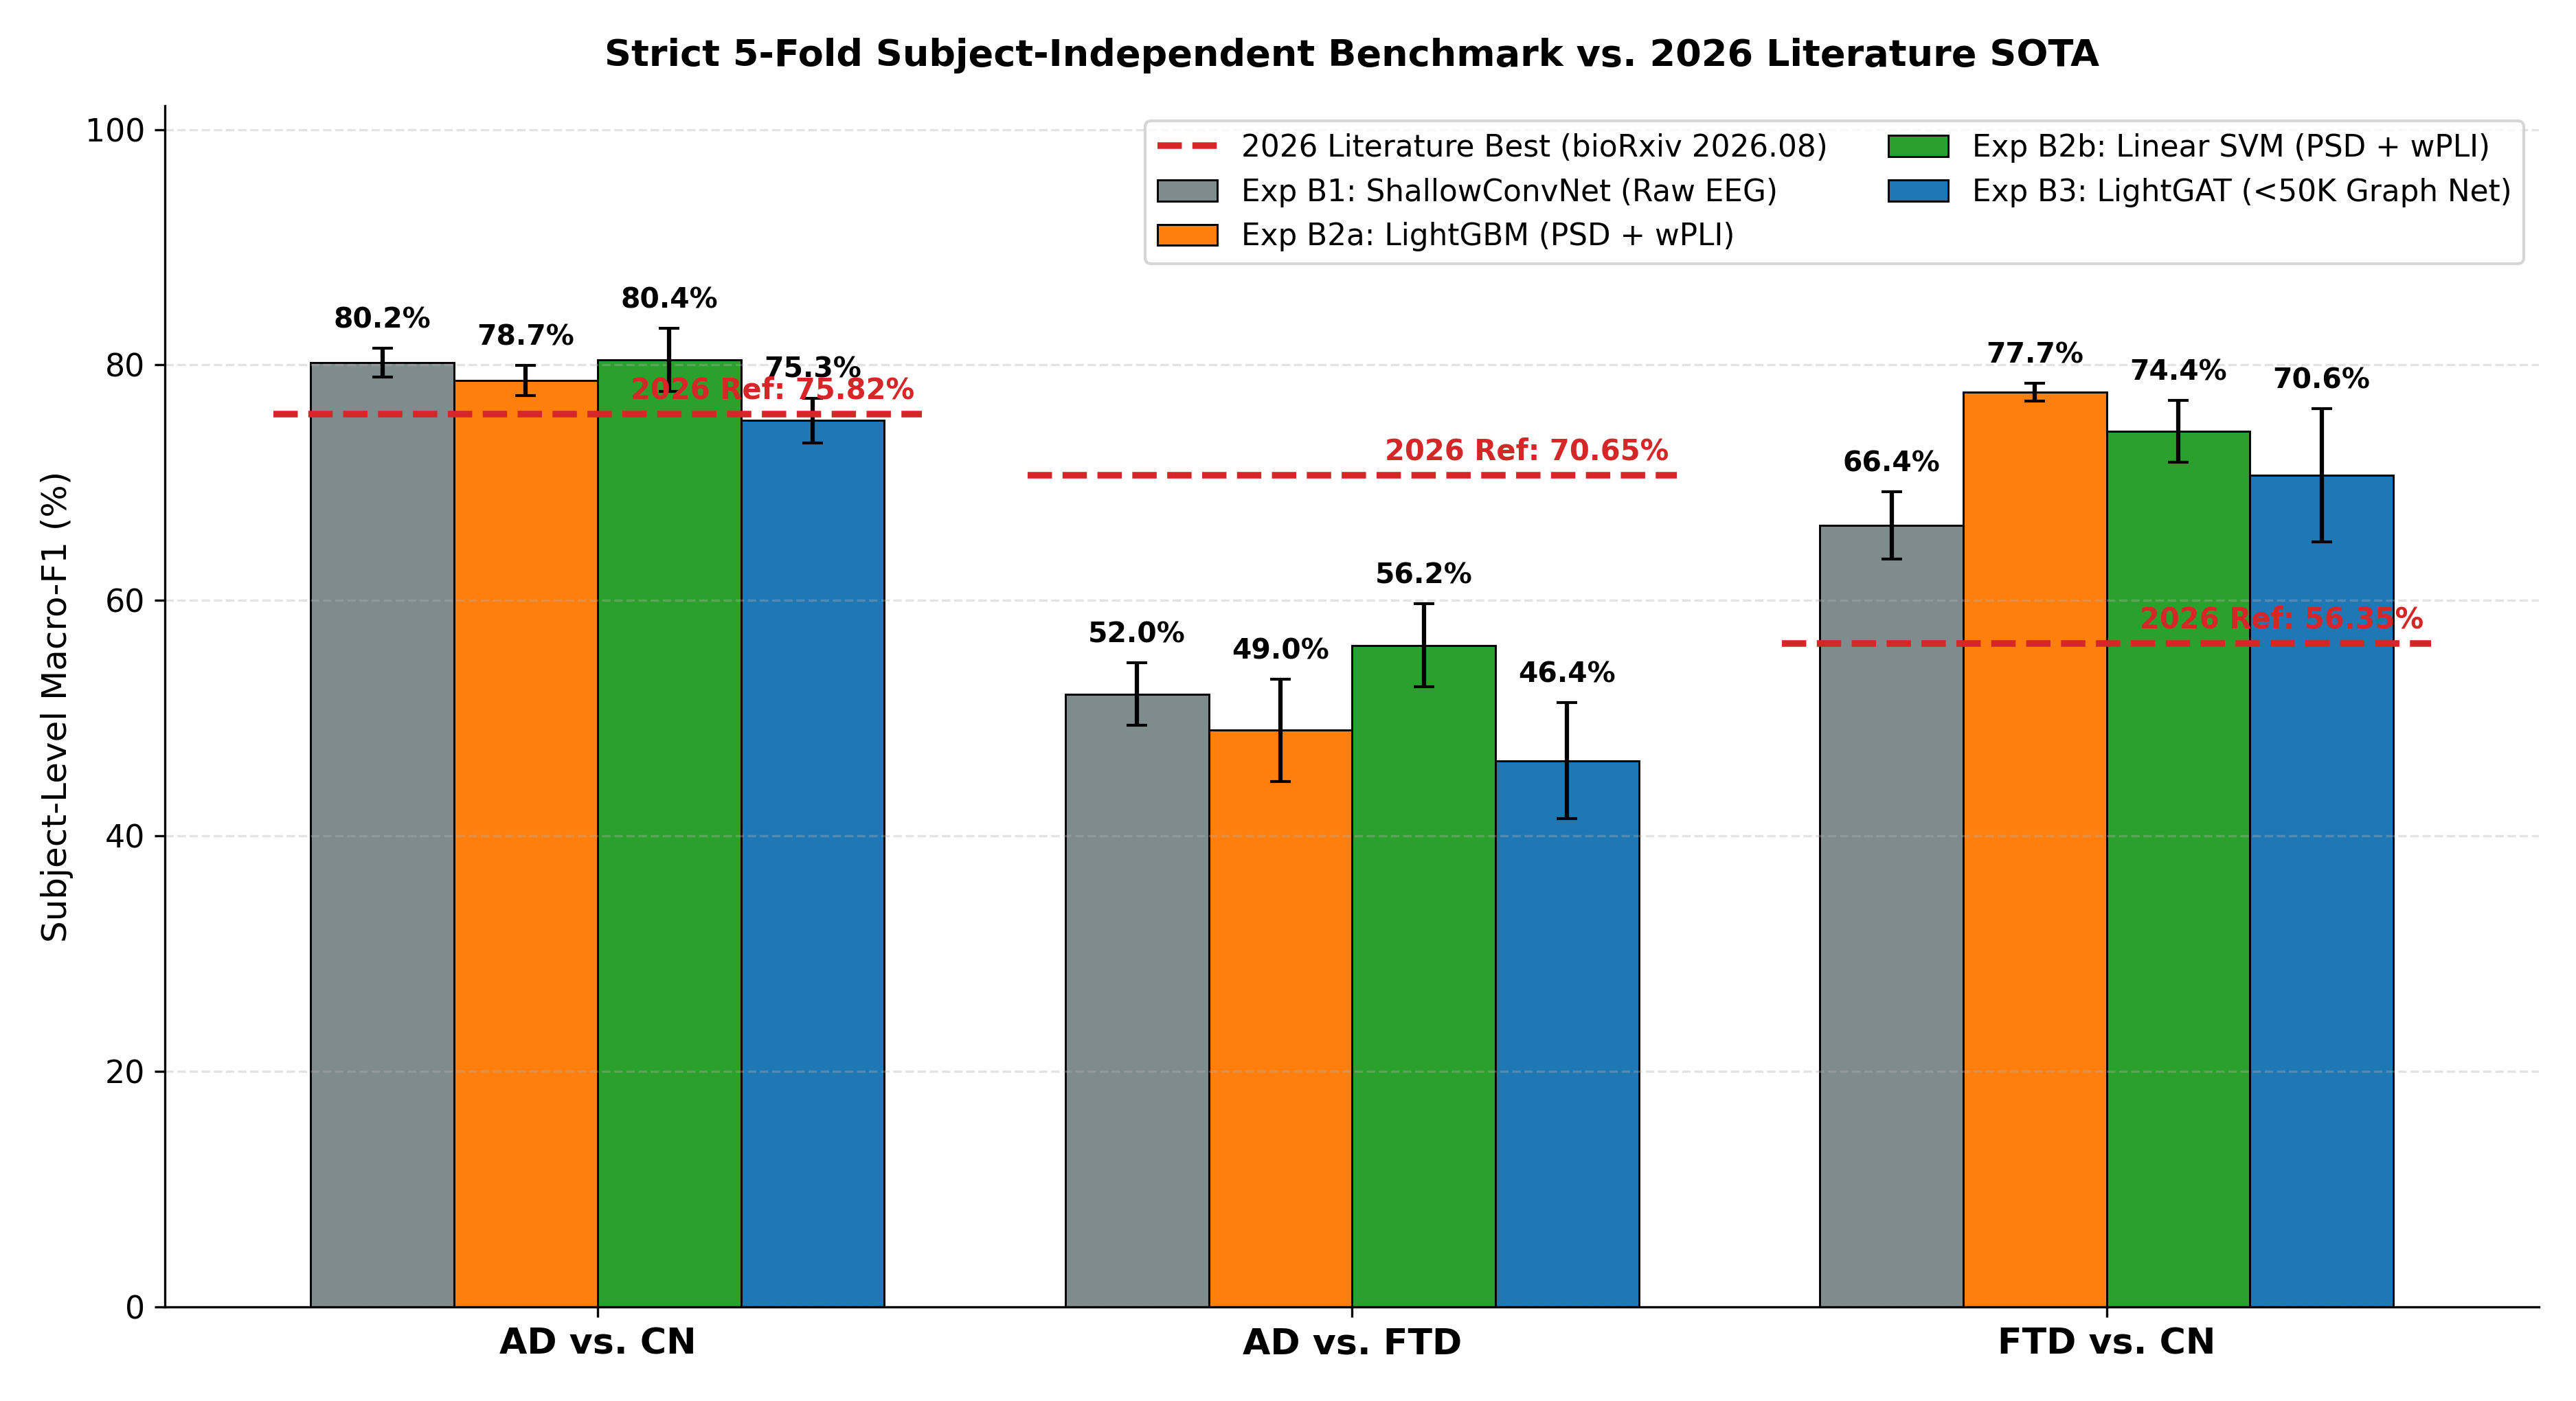 Strict 5-Fold Subject-Independent Benchmark vs. 2026 Literature SOTA
2026 Literature Best (bioRxiv 2026.08)
Exp B1: ShallowConvNet (Raw EEG)
Exp B2a: LightGBM (PSD + wPLI)
Exp B2b: Linear SVM (PSD + wPLI)
Exp B3: LightGAT (<50K Graph Net)
Subject-Level Macro-F1 (%)
100
80
60
40
20
0
80.2%
78.7%
80.4%
75.3%
2026 Ref: 75.82%
52.0%
49.0%
56.2%
46.4%
2026 Ref: 70.65%
66.4%
77.7%
74.4%
70.6%
2026 Ref: 56.35%
AD vs. CN
AD vs. FTD
FTD vs. CN